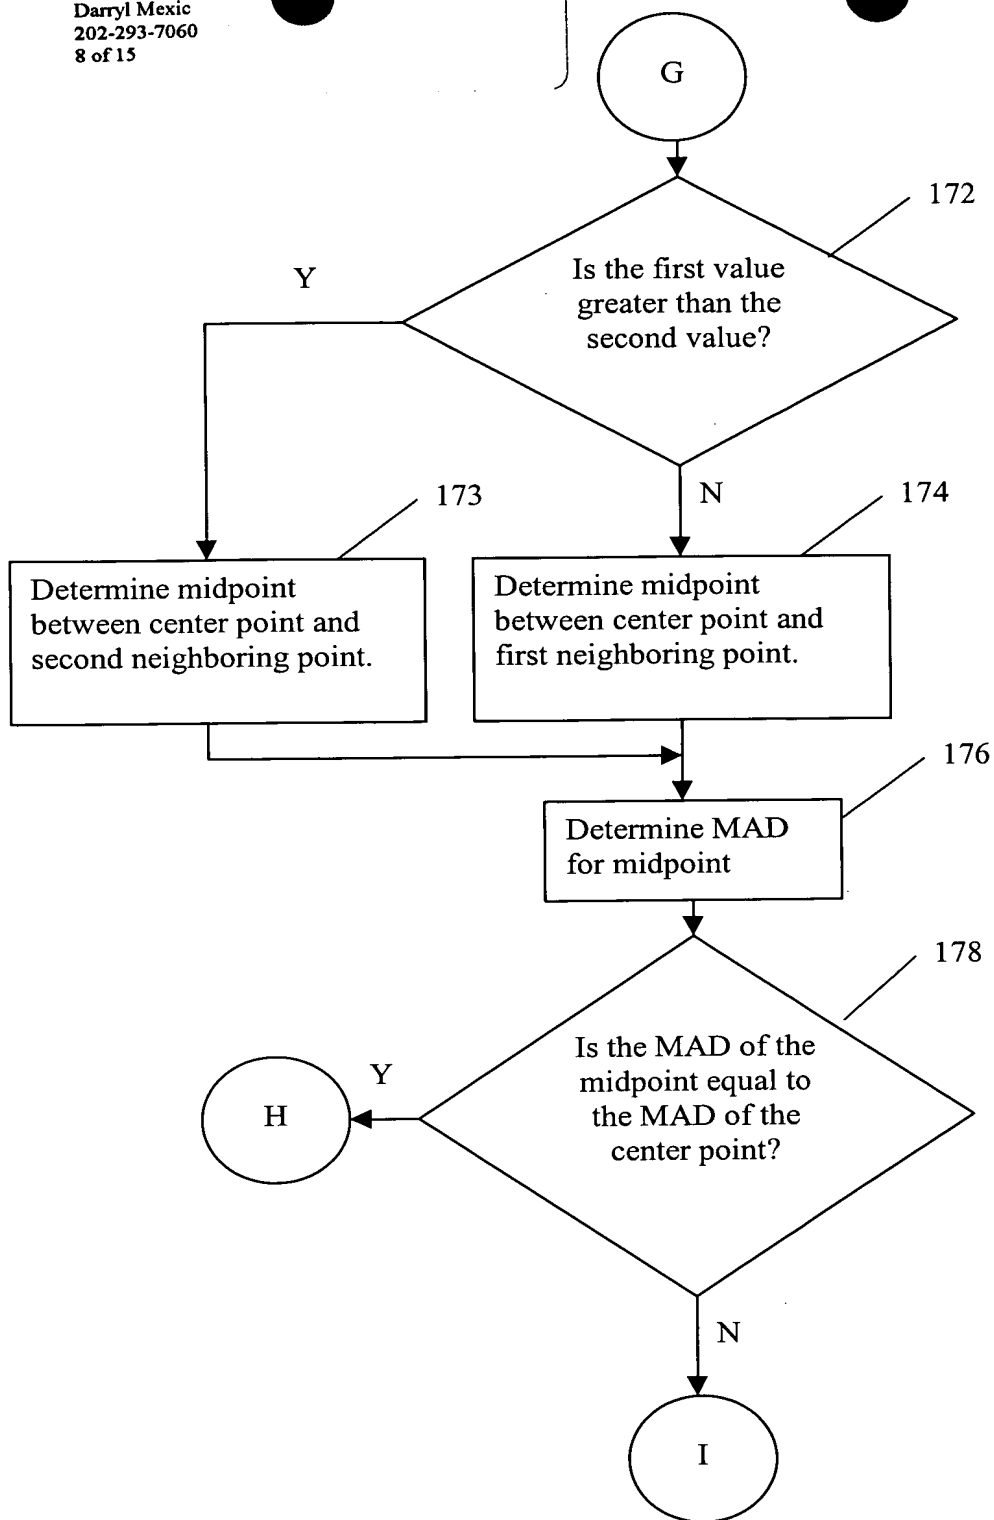 Darryl Mexic
202-293-7060
8 of 15
G
172
Is the first value
greater than the
second value?
Y
N
173
174
Determine midpoint
between center point and
second neighboring point.
Determine midpoint
between center point and
first neighboring point.
176
Determine MAD
for midpoint
178
Is the MAD of the
midpoint equal to
the MAD of the
center point?
Y
H
N
I